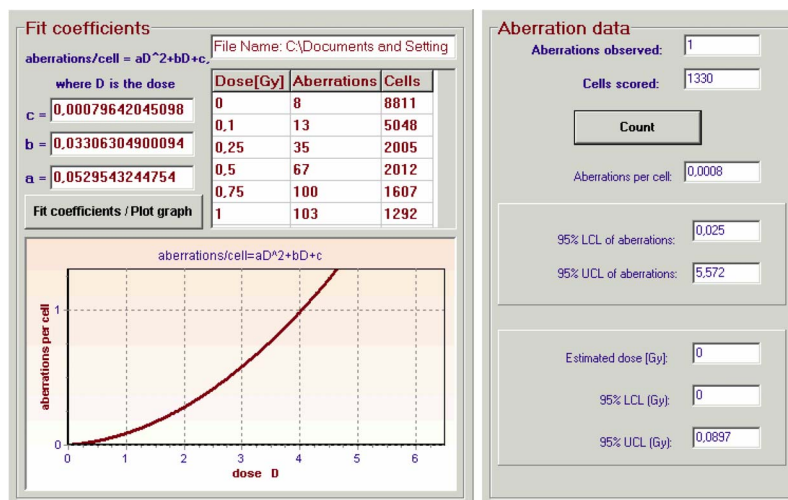 Fit coefficients
aberrations/cell = aD^2+bD+c,
where D is the dose
c = 0,00079642045098
b = 0,03306304900094
a = 0,0529543244754
Fit coefficients / Plot graph
File Name: C:\Documents and Setting
Dose[Gy] Aberrations Cells
0 8 8811
0,1 13 5048
0,25 35 2005
0,5 67 2012
0,75 100 1607
1 103 1292
aberrations/cell=aD^2+bD+c
aberrations per cell
1
0
0 1 2 3 4 5 6
dose D
Aberration data
Aberrations observed: 1
Cells scored: 1330
Count
Aberrations per cell: 0,0008
95% LCL of aberrations: 0,025
95% UCL of aberrations: 5,572
Estimated dose [Gy]: 0
95% LCL (Gy): 0
95% UCL (Gy): 0,0897